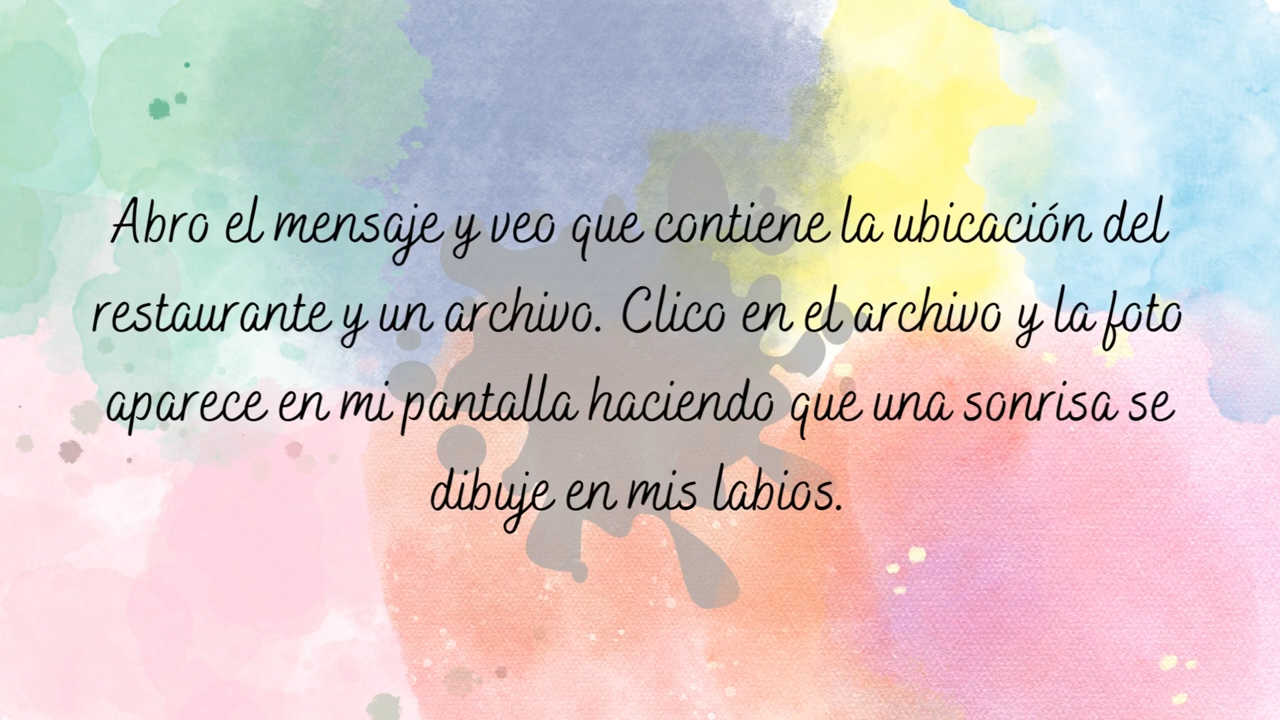 Abro el mensaje y veo que contiene la ubicación del
restaurante y un archivo. Clico en el archivo y la foto
aparece en mi pantalla haciendo que una sonrisa se
dibuje en mis labios.